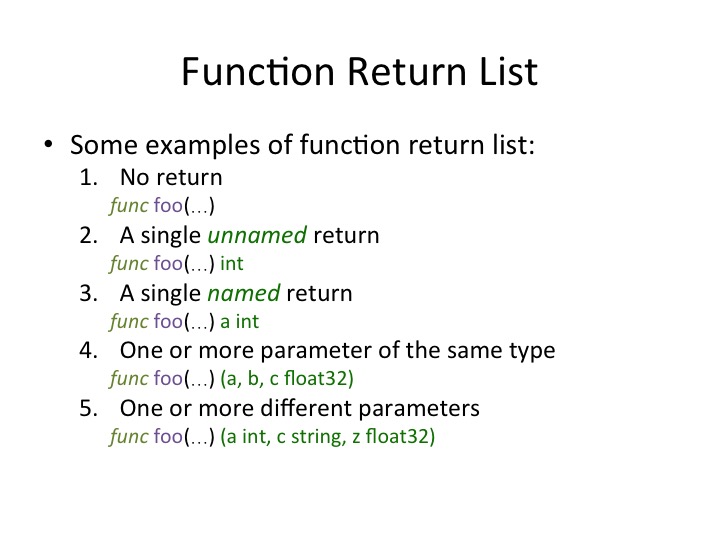 Function Return List
• Some examples of function return list:
1. No return
func foo(…)
2. A single unnamed return
func foo(…) int
3. A single named return
func foo(…) a int
4. One or more parameter of the same type
func foo(…) (a, b, c float32)
5. One or more different parameters
func foo(…) (a int, c string, z float32)